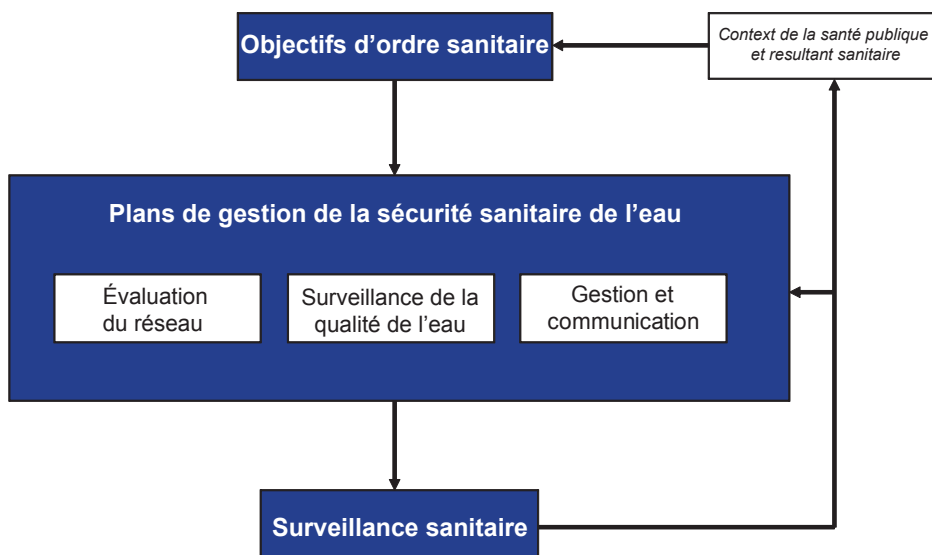 Objectifs d’ordre sanitaire
Context de la santé publique
et resultant sanitaire
Plans de gestion de la sécurité sanitaire de l’eau
Évaluation
du réseau
Surveillance de la
qualité de l’eau
Gestion et
communication
Surveillance sanitaire